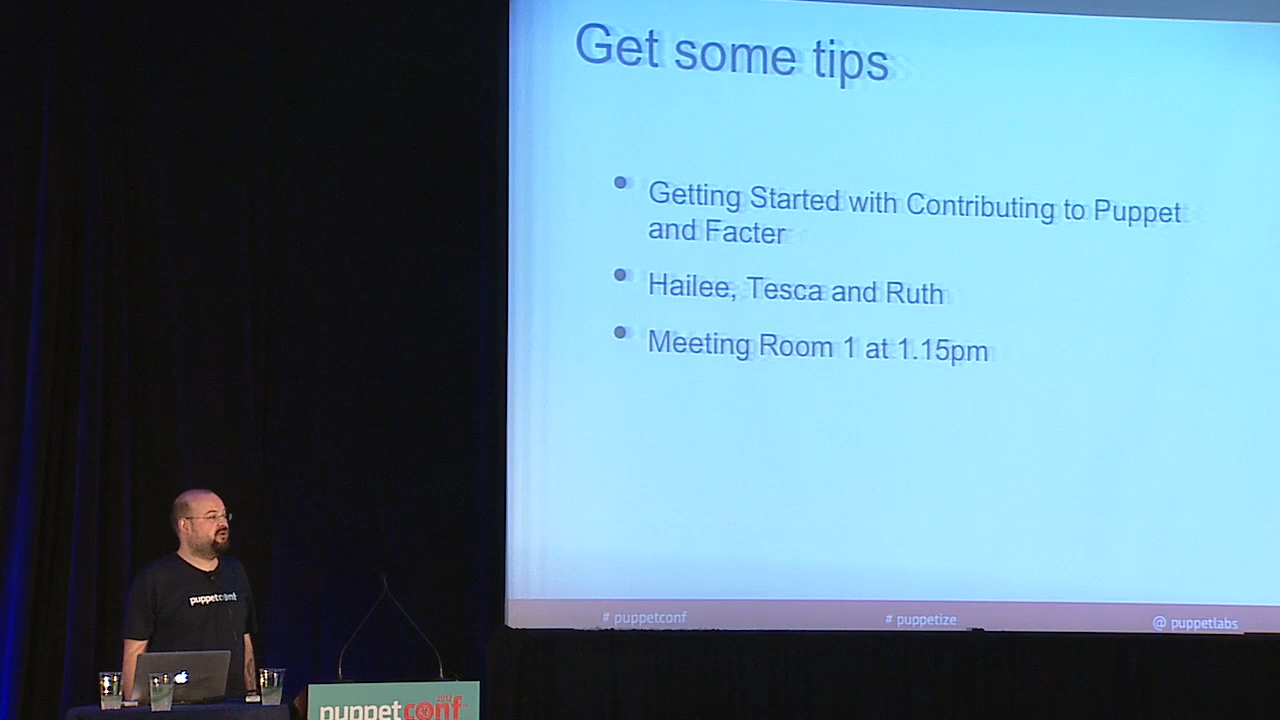 Get some tips
Getting Started with Contributing to Puppet
and Facter
Hailee, Tesca and Ruth
Meeting Room 1 at 1.15pm
# puppetconf
# puppetize
@ puppetlabs
puppetconf
2012
puppetconf